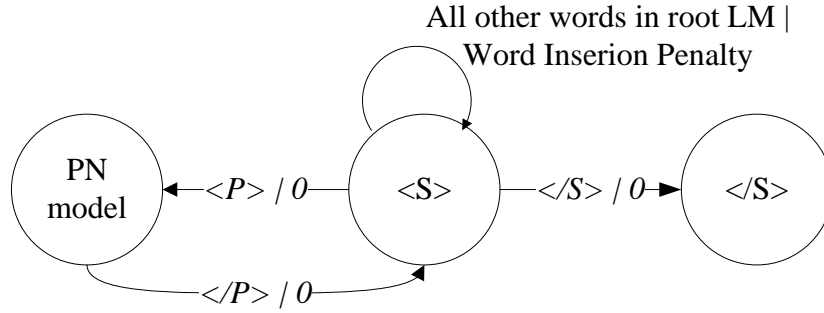 All other words in root LM |
Word Inserion Penalty
PN
model
<P> | 0
<S>
</S> | 0
</S>
</P> | 0